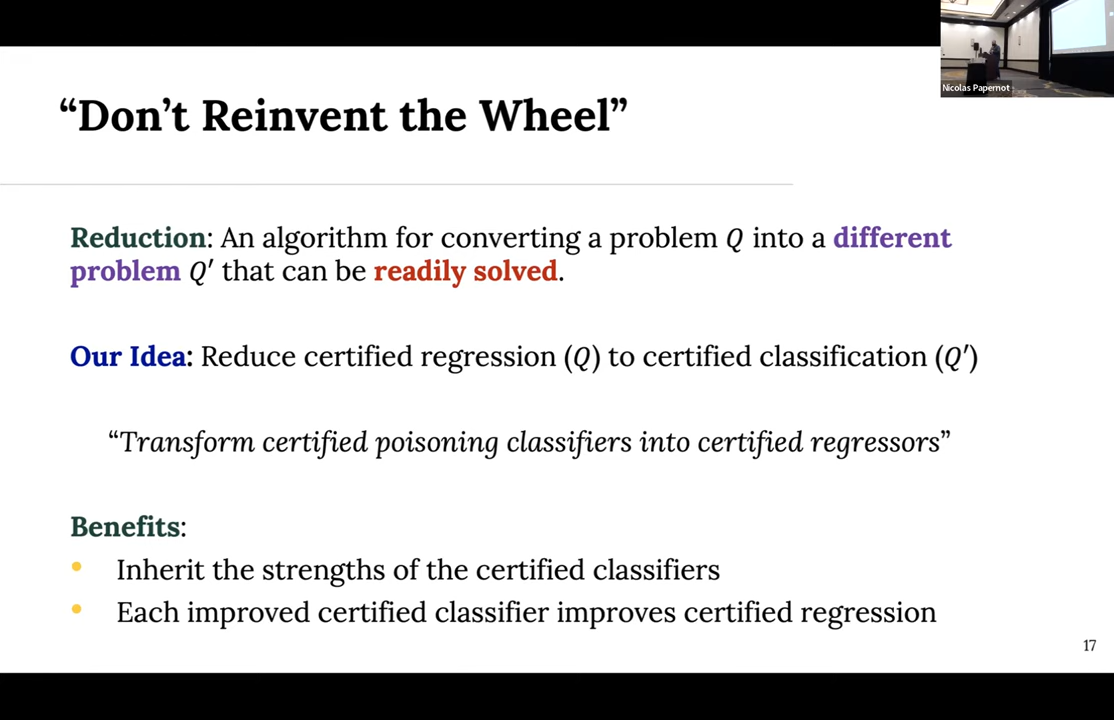 Nicolas Papernot
“Don’t Reinvent the Wheel”
Reduction: An algorithm for converting a problem Q into a different
problem Q′ that can be readily solved.
Our Idea: Reduce certified regression (Q) to certified classification (Q′)
“Transform certified poisoning classifiers into certified regressors”
Benefits:
• Inherit the strengths of the certified classifiers
• Each improved certified classifier improves certified regression
17